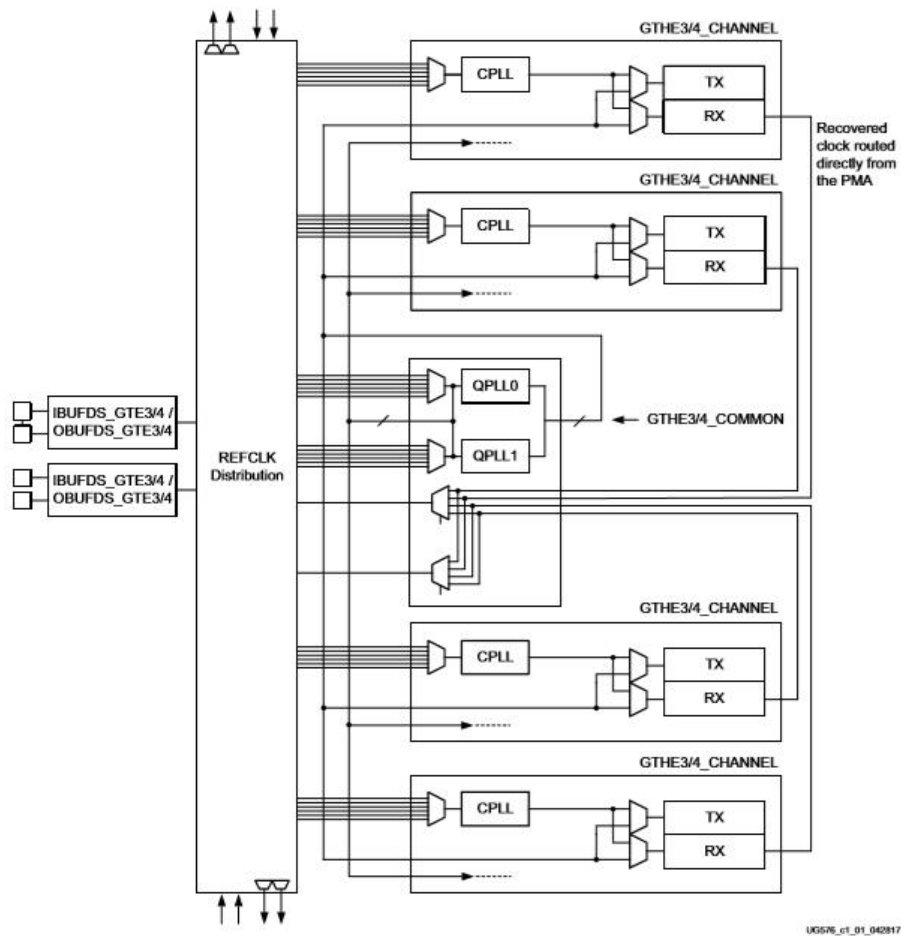 GTHE3/4_CHANNEL
CPLL
TX
RX
Recovered
clock routed
directly from
the PMA
GTHE3/4_CHANNEL
CPLL
TX
RX
IBUFDS_GTE3/4 /
OBUFDS_GTE3/4
IBUFDS_GTE3/4 /
OBUFDS_GTE3/4
REFCLK
Distribution
QPLL0
QPLL1
GTHE3/4_COMMON
GTHE3/4_CHANNEL
CPLL
TX
RX
GTHE3/4_CHANNEL
CPLL
TX
RX
UG576_c1_01_042817